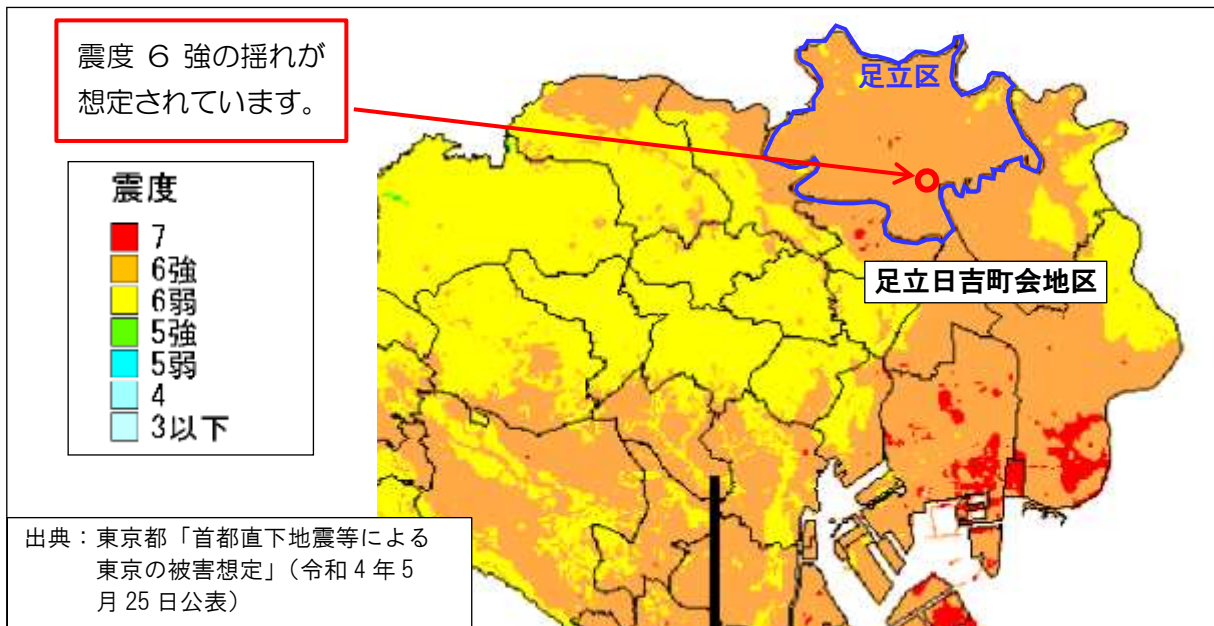 震度 6 強の揺れが
想定されています。
足立区
震度
7
6強
6弱
5強
5弱
4
3以下
足立日吉町会地区
出典：東京都「首都直下地震等による
東京の被害想定」（令和4年5
月25日公表）